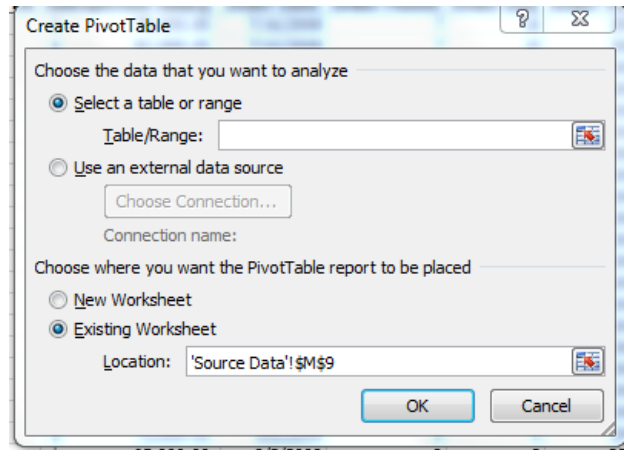 Create PivotTable
Choose the data that you want to analyze
Select a table or range
Table/Range:
Use an external data source
Choose Connection...
Connection name:
Choose where you want the PivotTable report to be placed
New Worksheet
Existing Worksheet
Location: 'Source Data'!$M$9
OK Cancel